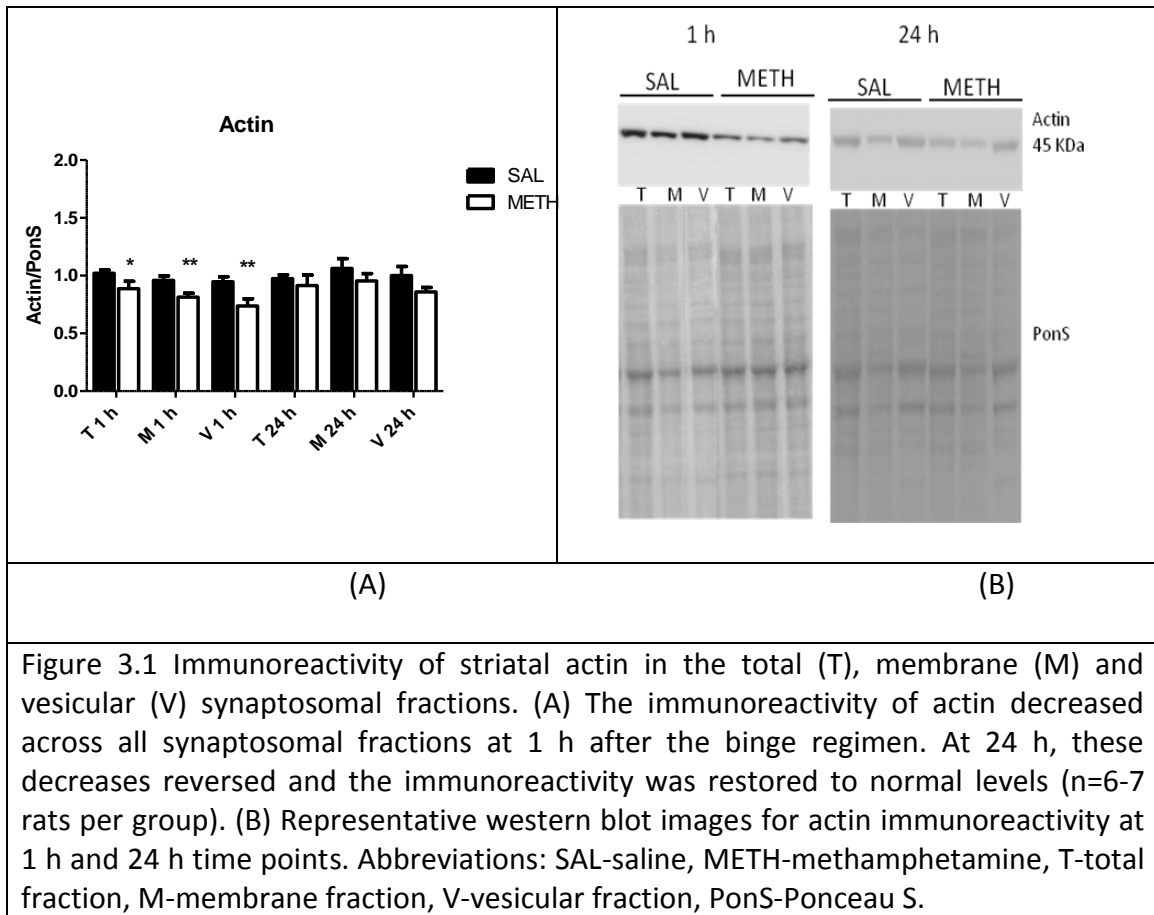 Actin
2.0
1.5
1.0
0.5
0.0
Actin/PonS
* ** **
T 1 h M 1 h V 1 h T 24 h M 24 h V 24 h
SAL
METH
1 h 24 h
SAL METH SAL METH
Actin
45 KDa
T M V T M V T M V T M V
PonS
(A) (B)
Figure 3.1 Immunoreactivity of striatal actin in the total (T), membrane (M) and
vesicular (V) synaptosomal fractions. (A) The immunoreactivity of actin decreased
across all synaptosomal fractions at 1 h after the binge regimen. At 24 h, these
decreases reversed and the immunoreactivity was restored to normal levels (n=6-7
rats per group). (B) Representative western blot images for actin immunoreactivity at
1 h and 24 h time points. Abbreviations: SAL-saline, METH-methamphetamine, T-total
fraction, M-membrane fraction, V-vesicular fraction, PonS-Ponceau S.